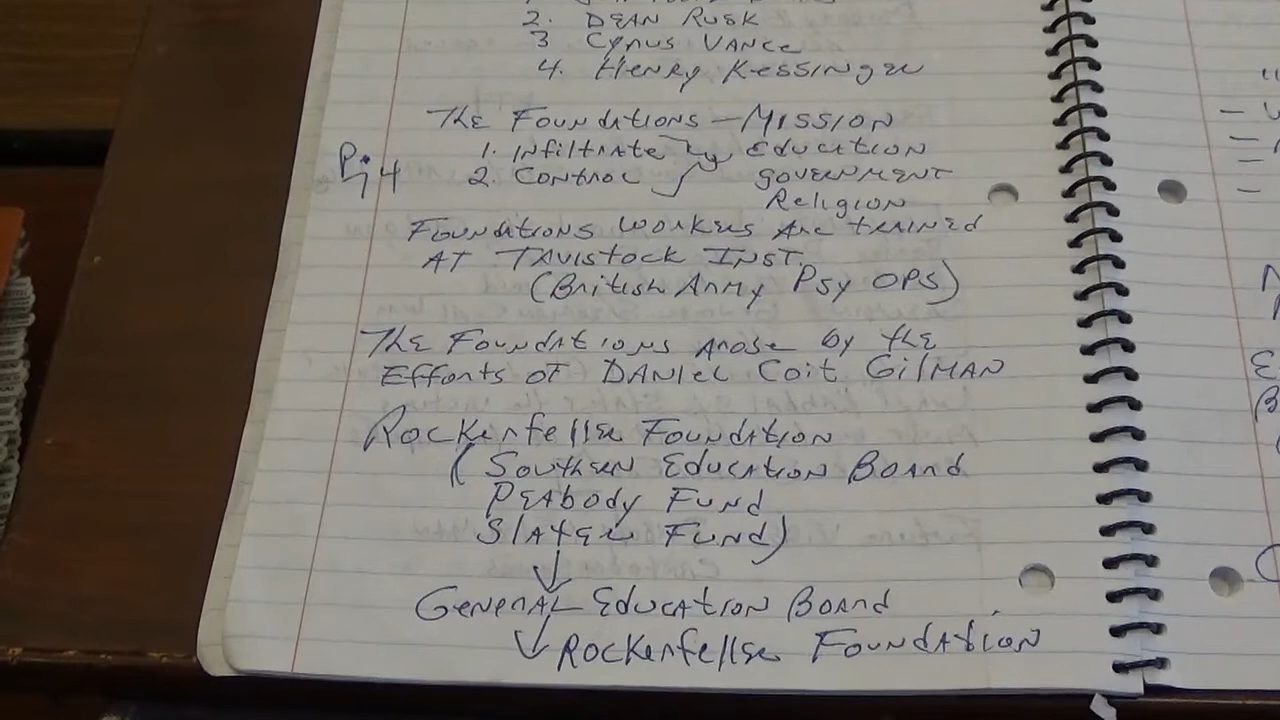 2. DEAN RUSK
3 CYRUS VANCE
4. HENRY KESSINGER
THE FOUNDATIONS — MISSION
1. INFILTRATE EDUCATION
Pg 4 2. CONTROL GOVERNMENT
RELIGION
FOUNDATIONS WORKERS ARE TRAINED
AT TAVISTOCK INST.
(BRITISH ARMY PSY OPS)
THE FOUNDATIONS AROSE by THE
EFFORTS OF DANIEL COIT GILMAN
ROCKERFELLER FOUNDATION
(SOUTHERN EDUCATION BOARD
PEABODY FUND
SLATER FUND)
↓
GENERAL EDUCATION BOARD
↓ ROCKERFELLER FOUNDATION